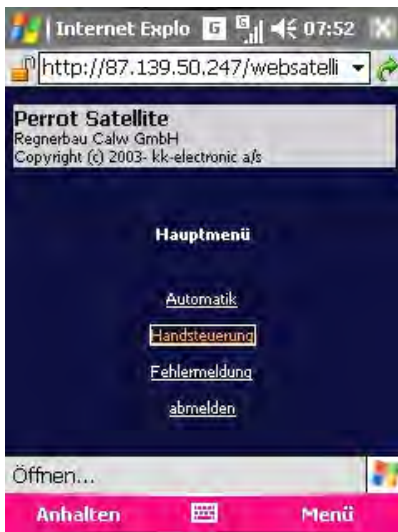 Internet Explo G G 07:52
http://87.139.50.247/websatelli
Perrot Satellite
Regnerbau Calw GmbH
Copyright (c) 2003- kk-electronic a/s
Hauptmenü
Automatik
Handsteuerung
Fehlermeldung
abmelden
Öffnen...
Anhalten Menü